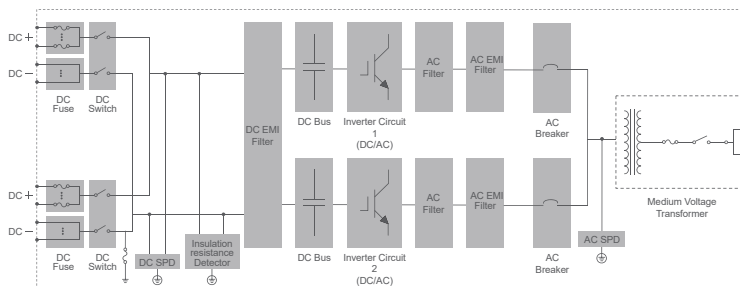 DC +
DC -
DC
Fuse
DC
Switch
DC EMI
Filter
DC Bus
Inverter Circuit
1
(DC/AC)
AC
Filter
AC EMI
Filter
AC
Breaker
DC +
DC -
DC
Fuse
DC
Switch
DC SPD
Insulation
resistance
Detector
DC Bus
Inverter Circuit
2
(DC/AC)
AC
Filter
AC EMI
Filter
AC
Breaker
AC SPD
Medium Voltage
Transformer